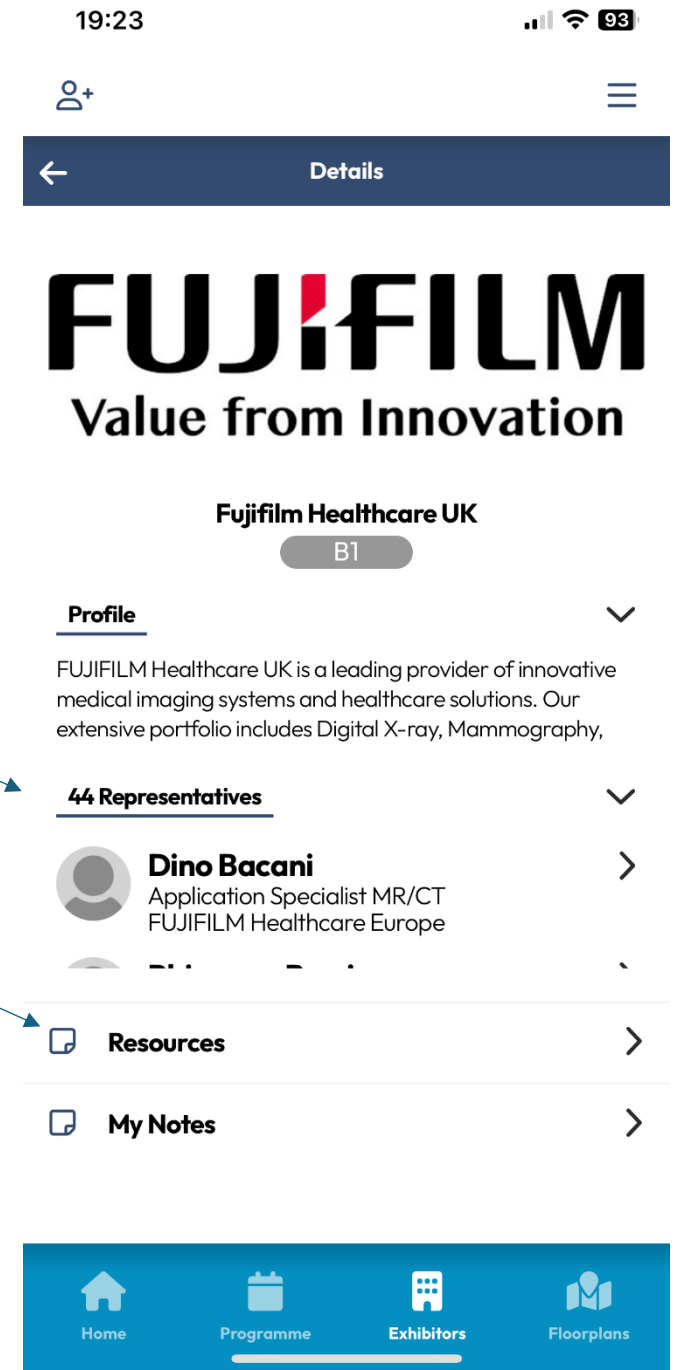 19:23
93
Details
FUJIFILM
Value from Innovation
Fujifilm Healthcare UK
B1
Profile
FUJIFILM Healthcare UK is a leading provider of innovative
medical imaging systems and healthcare solutions. Our
extensive portfolio includes Digital X-ray, Mammography,
44 Representatives
Dino Bacani
Application Specialist MR/CT
FUJIFILM Healthcare Europe
Resources
My Notes
Home
Programme
Exhibitors
Floorplans